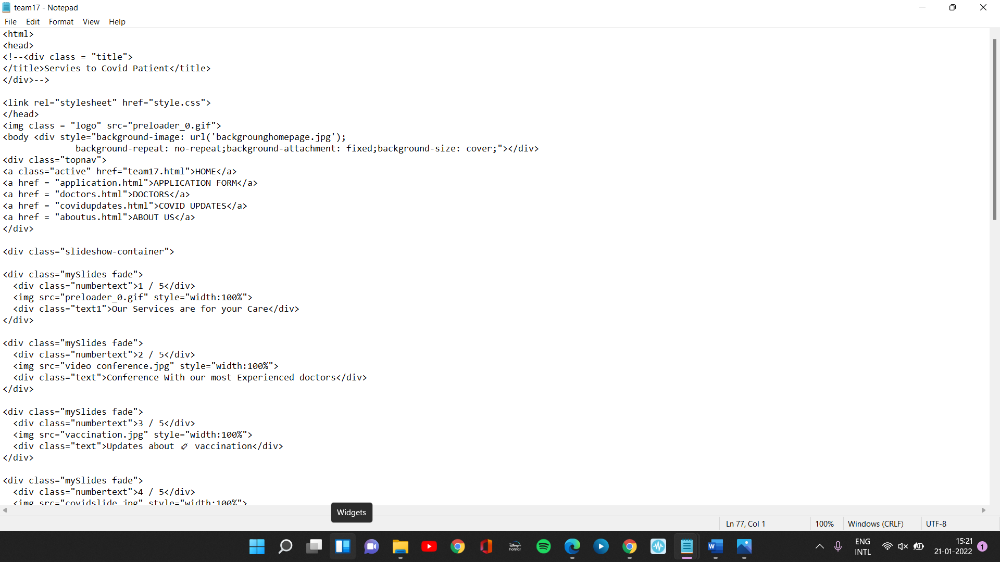 team17 - Notepad
File Edit Format View Help
<html>
<head>
<!--<div class = "title">
</title>Servies to Covid Patient</title>
</div>-->
<link rel="stylesheet" href="style.css">
</head>
<img class = "logo" src="preloader_0.gif">
<body <div style="background-image: url('backgrounghomepage.jpg');
background-repeat: no-repeat;background-attachment: fixed;background-size: cover;"></div>
<div class="topnav">
<a class="active" href="team17.html">HOME</a>
<a href = "application.html">APPLICATION FORM</a>
<a href = "doctors.html">DOCTORS</a>
<a href = "covidupdates.html">COVID UPDATES</a>
<a href = "aboutus.html">ABOUT US</a>
</div>
<div class="slideshow-container">
<div class="mySlides fade">
<div class="numbertext">1 / 5</div>
<img src="preloader_0.gif" style="width:100%">
<div class="text1">Our Services are for your Care</div>
</div>
<div class="mySlides fade">
<div class="numbertext">2 / 5</div>
<img src="video conference.jpg" style="width:100%">
<div class="text">Conference With our most Experienced doctors</div>
</div>
<div class="mySlides fade">
<div class="numbertext">3 / 5</div>
<img src="vaccination.jpg" style="width:100%">
<div class="text">Updates about 💉 vaccination</div>
</div>
<div class="mySlides fade">
<div class="numbertext">4 / 5</div>
<img src="covidslide.jpg" style="width:100%">
Widgets
Ln 77, Col 1 100% Windows (CRLF) UTF-8
disney+ hotstar
ENG 15:21
INTL 21-01-2022 1